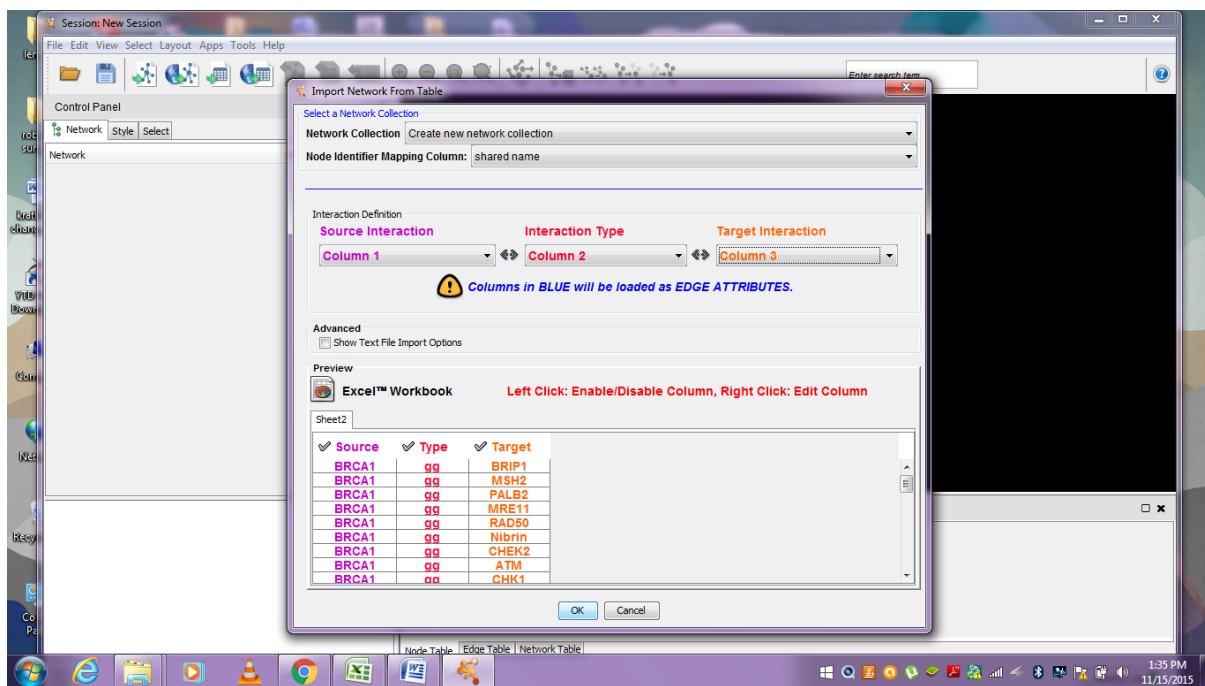 Session: New Session
File Edit View Select Layout Apps Tools Help
Enter search term...
Import Network From Table
Control Panel
Select a Network Collection
Network Style Select
Network Collection Create new network collection
Network
Node Identifier Mapping Column: shared name
Interaction Definition
Source Interaction Interaction Type Target Interaction
Column 1 Column 2 Column 3
Columns in BLUE will be loaded as EDGE ATTRIBUTES.
Advanced
Show Text File Import Options
Preview
Excel™ Workbook Left Click: Enable/Disable Column, Right Click: Edit Column
Sheet2
Source Type Target
BRCA1 gg BRIP1
BRCA1 gg MSH2
BRCA1 gg PALB2
BRCA1 gg MRE11
BRCA1 gg RAD50
BRCA1 gg Nibrin
BRCA1 gg CHEK2
BRCA1 gg ATM
BRCA1 gg CHK1
OK Cancel
Node Table Edge Table Network Table
1:35 PM
11/15/2015